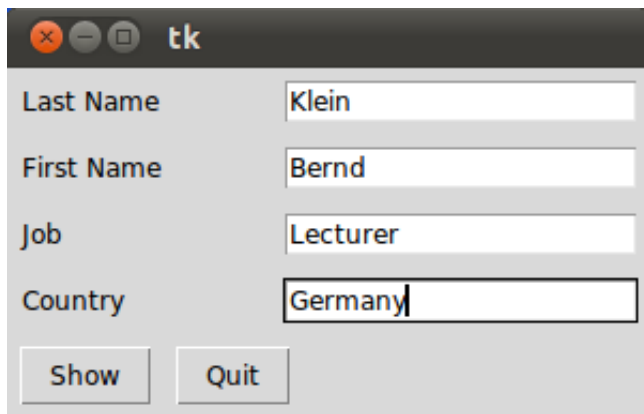 tk
Last Name Klein
First Name Bernd
Job Lecturer
Country Germany
Show Quit